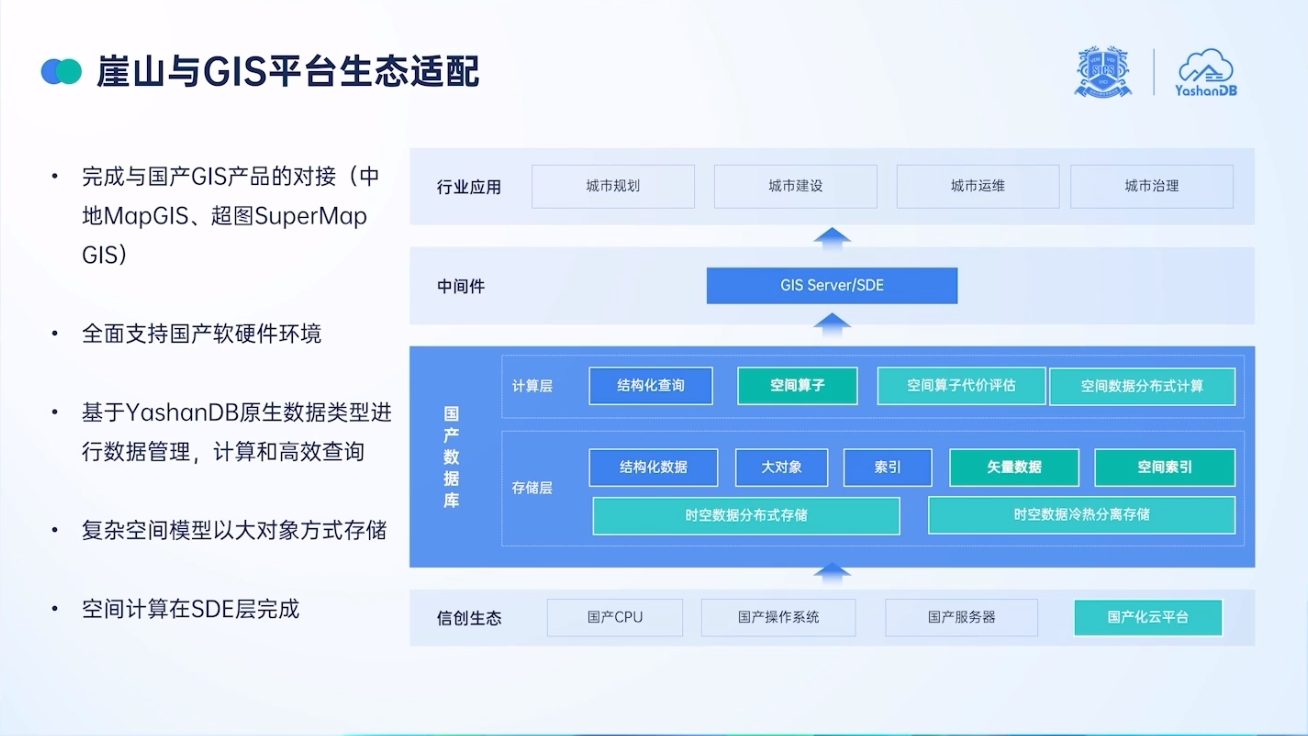 崖山与GIS平台生态适配
SICS
YashanDB
• 完成与国产GIS产品的对接（中
地MapGIS、超图SuperMap
GIS）
• 全面支持国产软硬件环境
• 基于YashanDB原生数据类型进
行数据管理，计算和高效查询
• 复杂空间模型以大对象方式存储
• 空间计算在SDE层完成
行业应用
城市规划
城市建设
城市运维
城市治理
中间件
GIS Server/SDE
国产数据库
计算层
结构化查询
空间算子
空间算子代价评估
空间数据分布式计算
存储层
结构化数据
大对象
索引
矢量数据
空间索引
时空数据分布式存储
时空数据冷热分离存储
信创生态
国产CPU
国产操作系统
国产服务器
国产化云平台